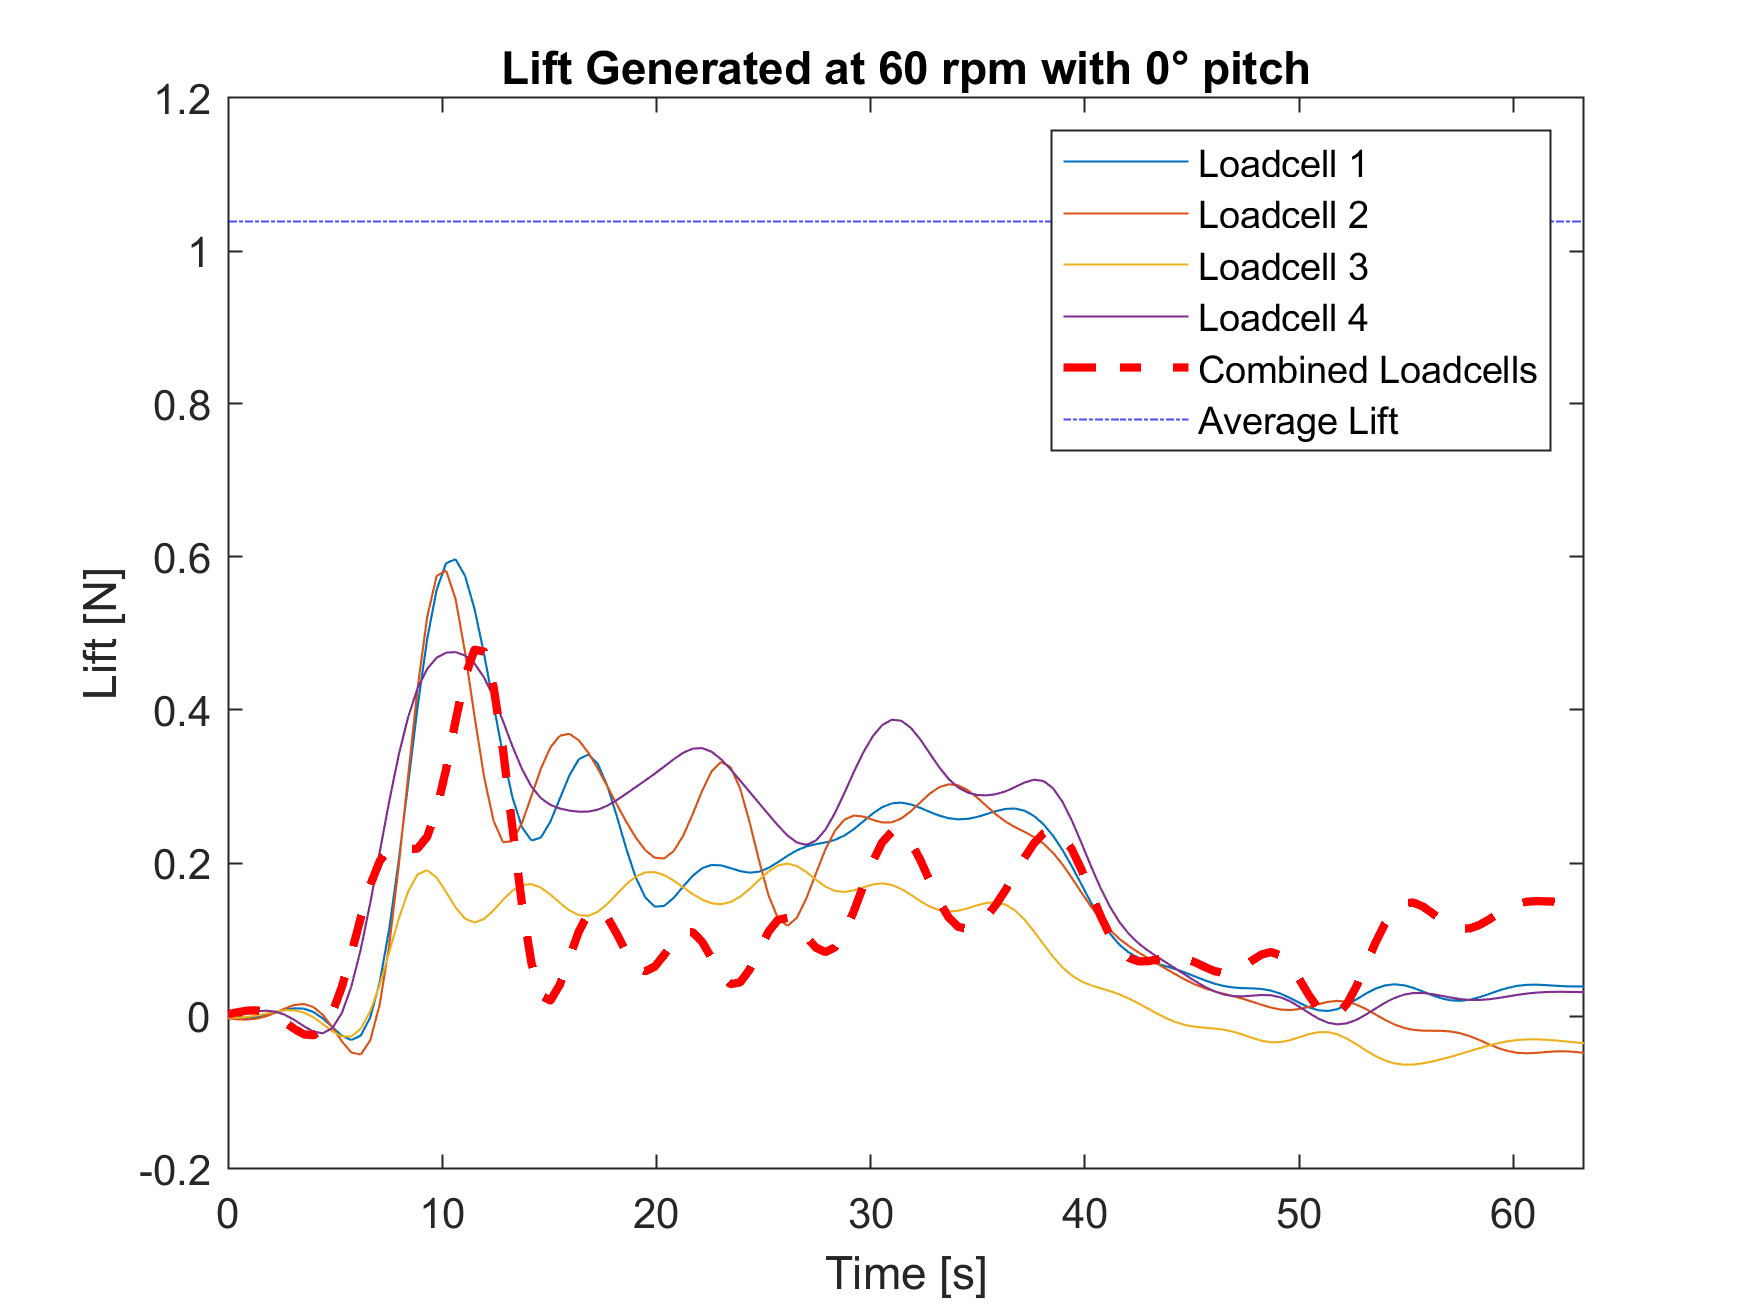 Lift Generated at 60 rpm with 0° pitch
1.2
1
0.8
0.6
0.4
0.2
0
-0.2
Lift [N]
Loadcell 1
Loadcell 2
Loadcell 3
Loadcell 4
Combined Loadcells
Average Lift
0 10 20 30 40 50 60
Time [s]